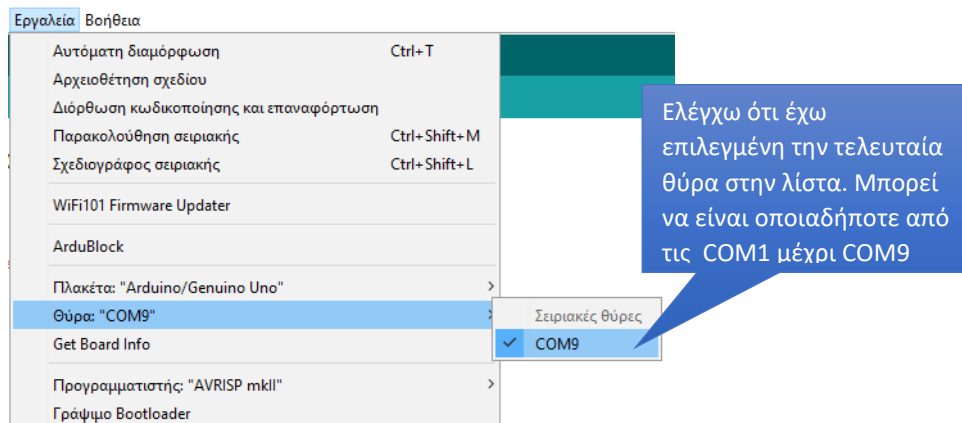 Εργαλεία Βοήθεια
Αυτόματη διαμόρφωση Ctrl+T
Αρχειοθέτηση σχεδίου
Διόρθωση κωδικοποίησης και επαναφόρτωση
Παρακολούθηση σειριακής Ctrl+Shift+M
Σχεδιογράφος σειριακής Ctrl+Shift+L
WiFi101 Firmware Updater
ArduBlock
Πλακέτα: "Arduino/Genuino Uno"
Θύρα: "COM9"
Get Board Info
Προγραμματιστής: "AVRISP mkII"
Γράψιμο Bootloader
Σειριακές θύρες
COM9
Ελέγχω ότι έχω
επιλεγμένη την τελευταία
θύρα στην λίστα. Μπορεί
να είναι οποιαδήποτε από
τις COM1 μέχρι COM9